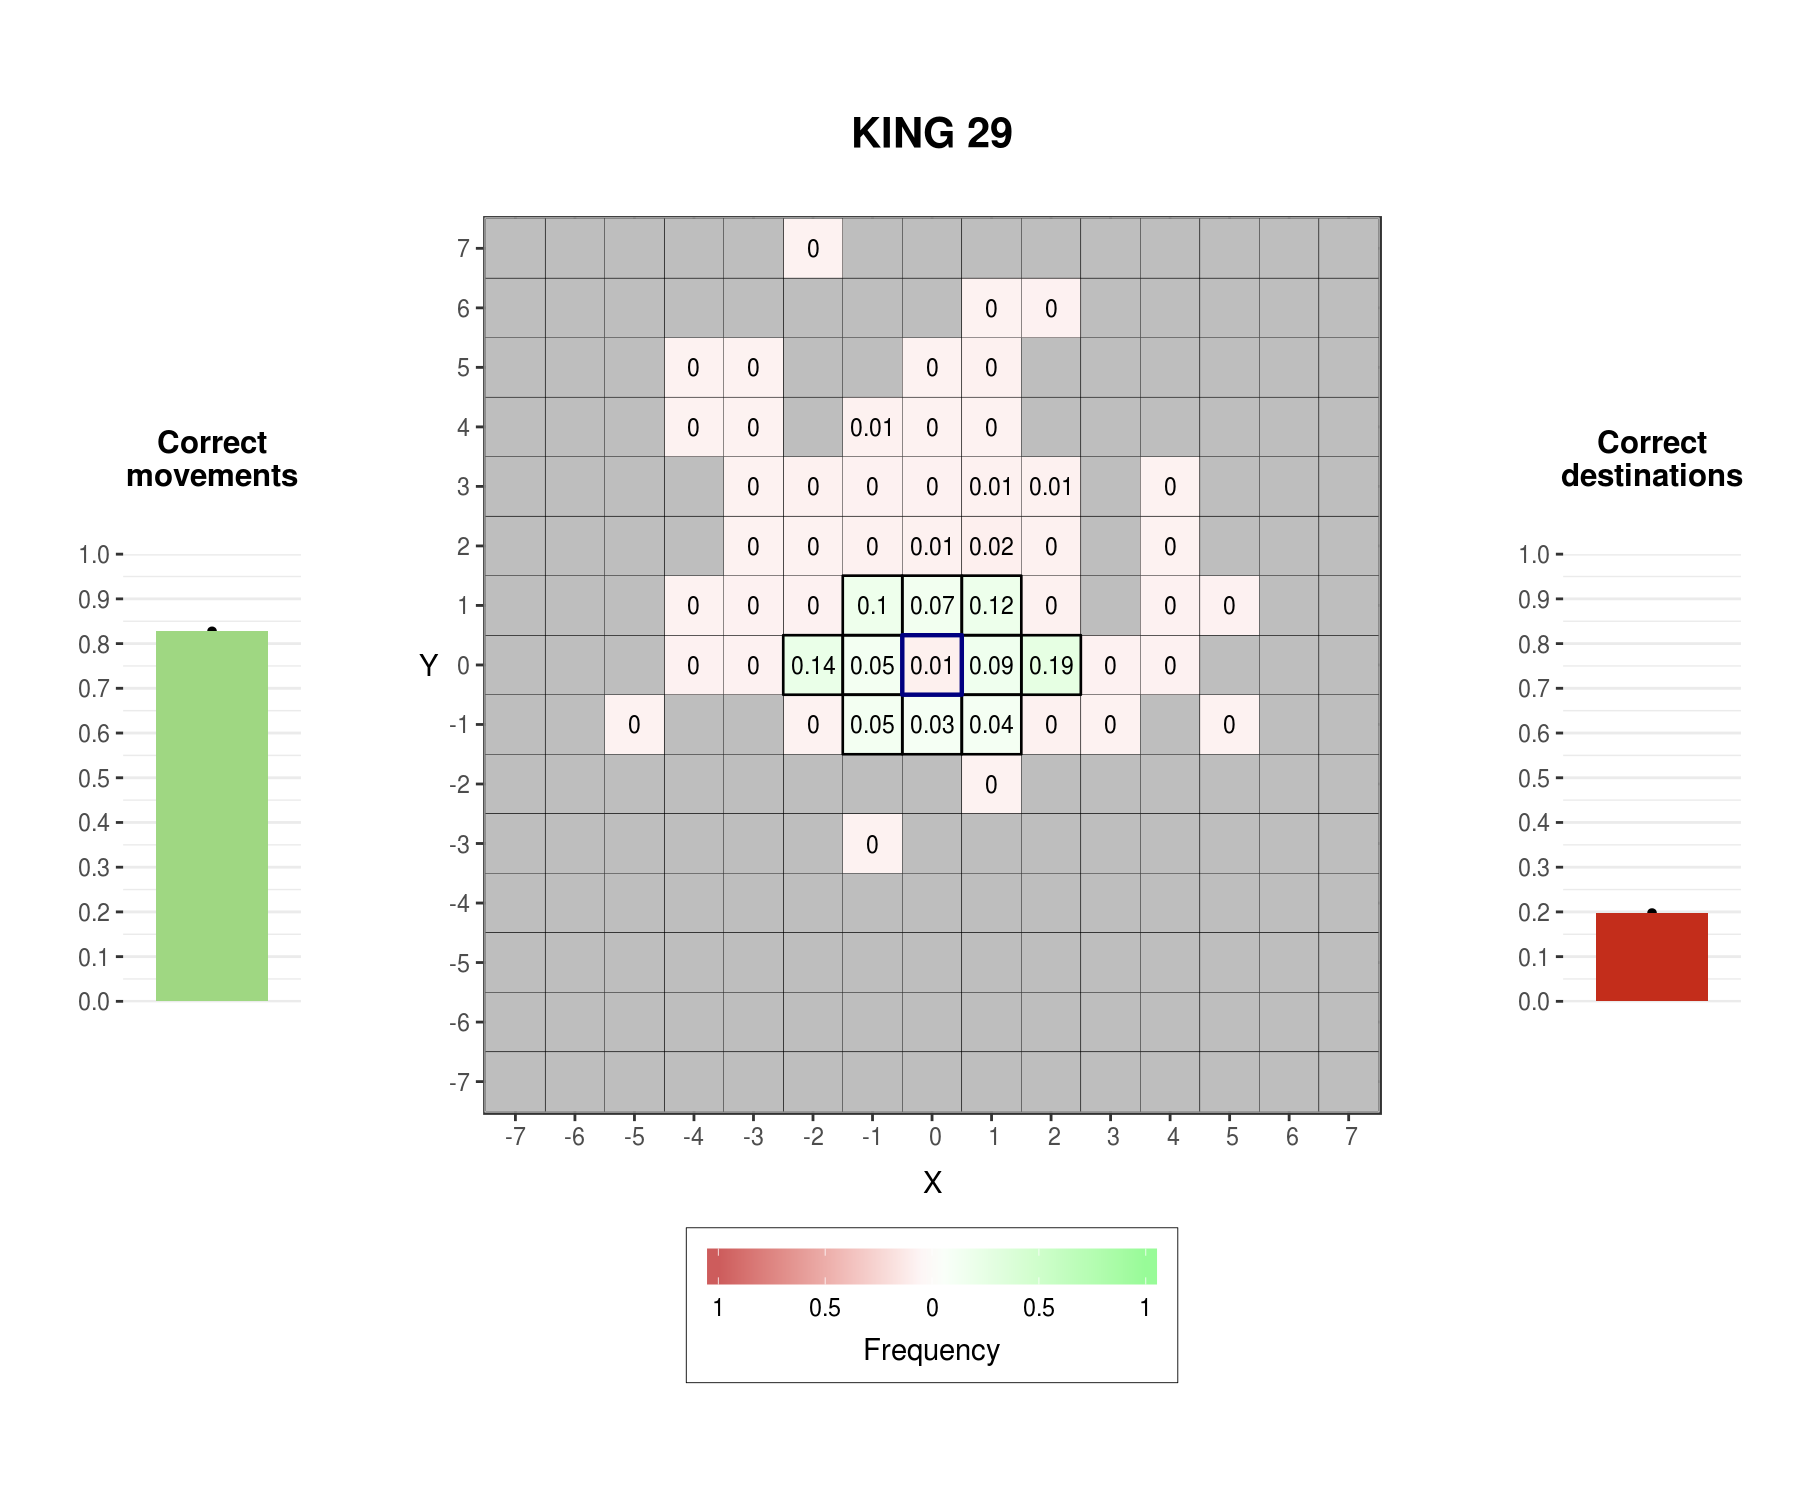 KING 29
Correct
movements
1.0
0.9
0.8
0.7
0.6
0.5
0.4
0.3
0.2
0.1
0.0
Y
7 0
6 0 0
5 0 0 0 0
4 0 0 0.01 0 0
3 0 0 0 0 0.01 0.01 0
2 0 0 0 0.01 0.02 0 0
1 0 0 0 0.1 0.07 0.12 0 0 0
0 0 0 0.14 0.05 0.01 0.09 0.19 0 0
-1 0 0 0.05 0.03 0.04 0 0 0
-2 0
-3 0
-4
-5
-6
-7
-7 -6 -5 -4 -3 -2 -1 0 1 2 3 4 5 6 7
X
1 0.5 0 0.5 1
Frequency
Correct
destinations
1.0
0.9
0.8
0.7
0.6
0.5
0.4
0.3
0.2
0.1
0.0